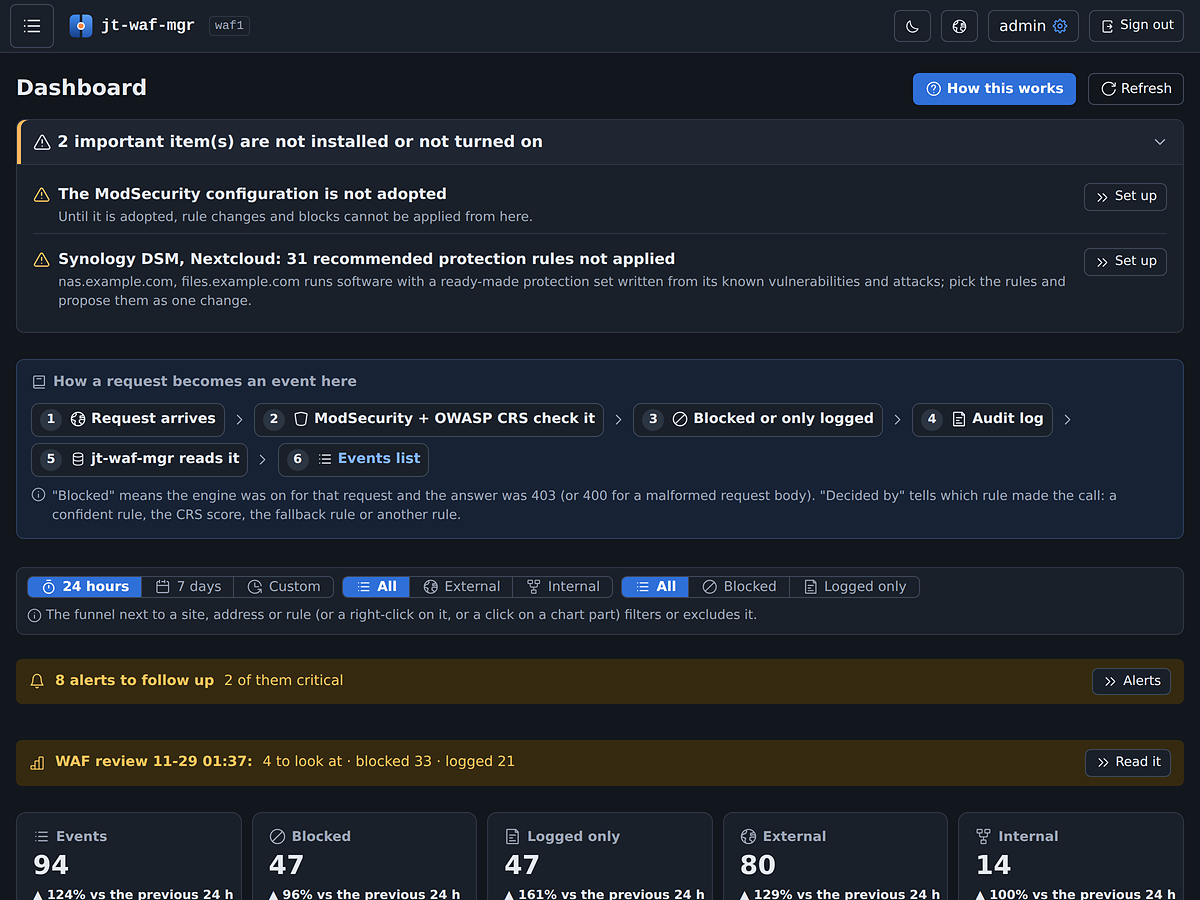 jt-waf-mgr waf1 admin Sign out
Dashboard How this works Refresh
2 important item(s) are not installed or not turned on
The ModSecurity configuration is not adopted Set up
Until it is adopted, rule changes and blocks cannot be applied from here.
Synology DSM, Nextcloud: 31 recommended protection rules not applied Set up
nas.example.com, files.example.com runs software with a ready-made protection set written from its known vulnerabilities and attacks; pick the rules and
propose them as one change.
How a request becomes an event here
1 Request arrives 2 ModSecurity + OWASP CRS check it 3 Blocked or only logged 4 Audit log
5 jt-waf-mgr reads it 6 Events list
"Blocked" means the engine was on for that request and the answer was 403 (or 400 for a malformed request body). "Decided by" tells which rule made the call: a
confident rule, the CRS score, the fallback rule or another rule.
24 hours 7 days Custom All External Internal All Blocked Logged only
The funnel next to a site, address or rule (or a right-click on it, or a click on a chart part) filters or excludes it.
8 alerts to follow up 2 of them critical Alerts
WAF review 11-29 01:37: 4 to look at · blocked 33 · logged 21 Read it
Events Blocked Logged only External Internal
94 47 47 80 14
▲ 124% vs the previous 24 h ▲ 96% vs the previous 24 h ▲ 161% vs the previous 24 h ▲ 129% vs the previous 24 h ▲ 100% vs the previous 24 h